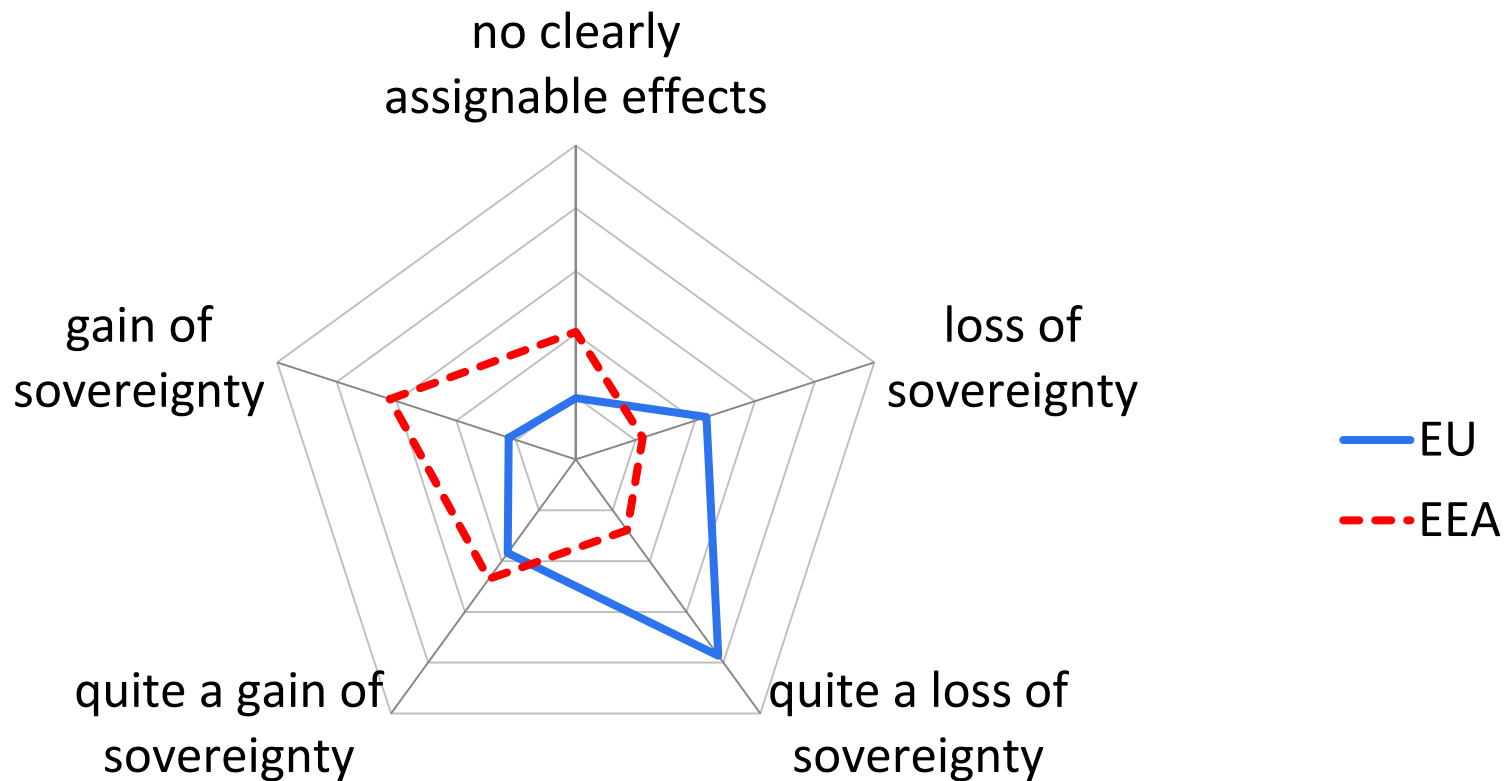 no clearly
assignable effects
gain of
sovereignty
loss of
sovereignty
EU
EEA
quite a gain of
sovereignty
quite a loss of
sovereignty